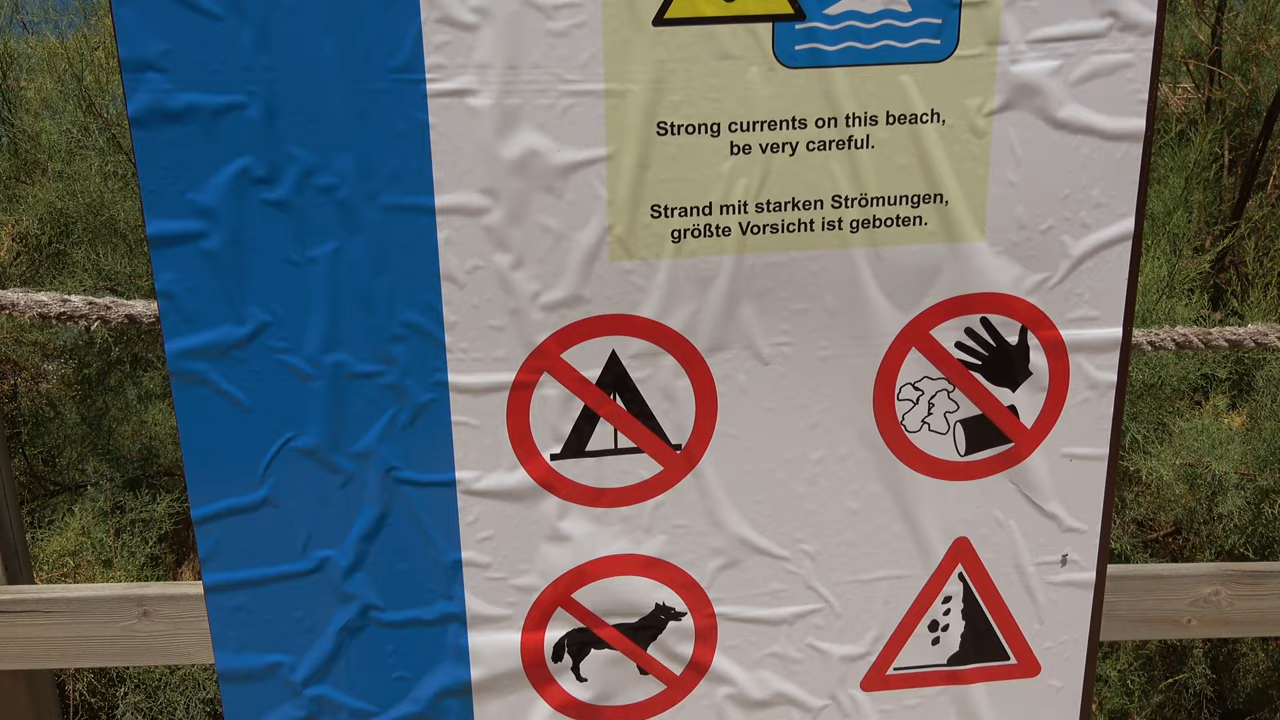 Strong currents on this beach,
be very careful.
Strand mit starken Strömungen,
größte Vorsicht ist geboten.